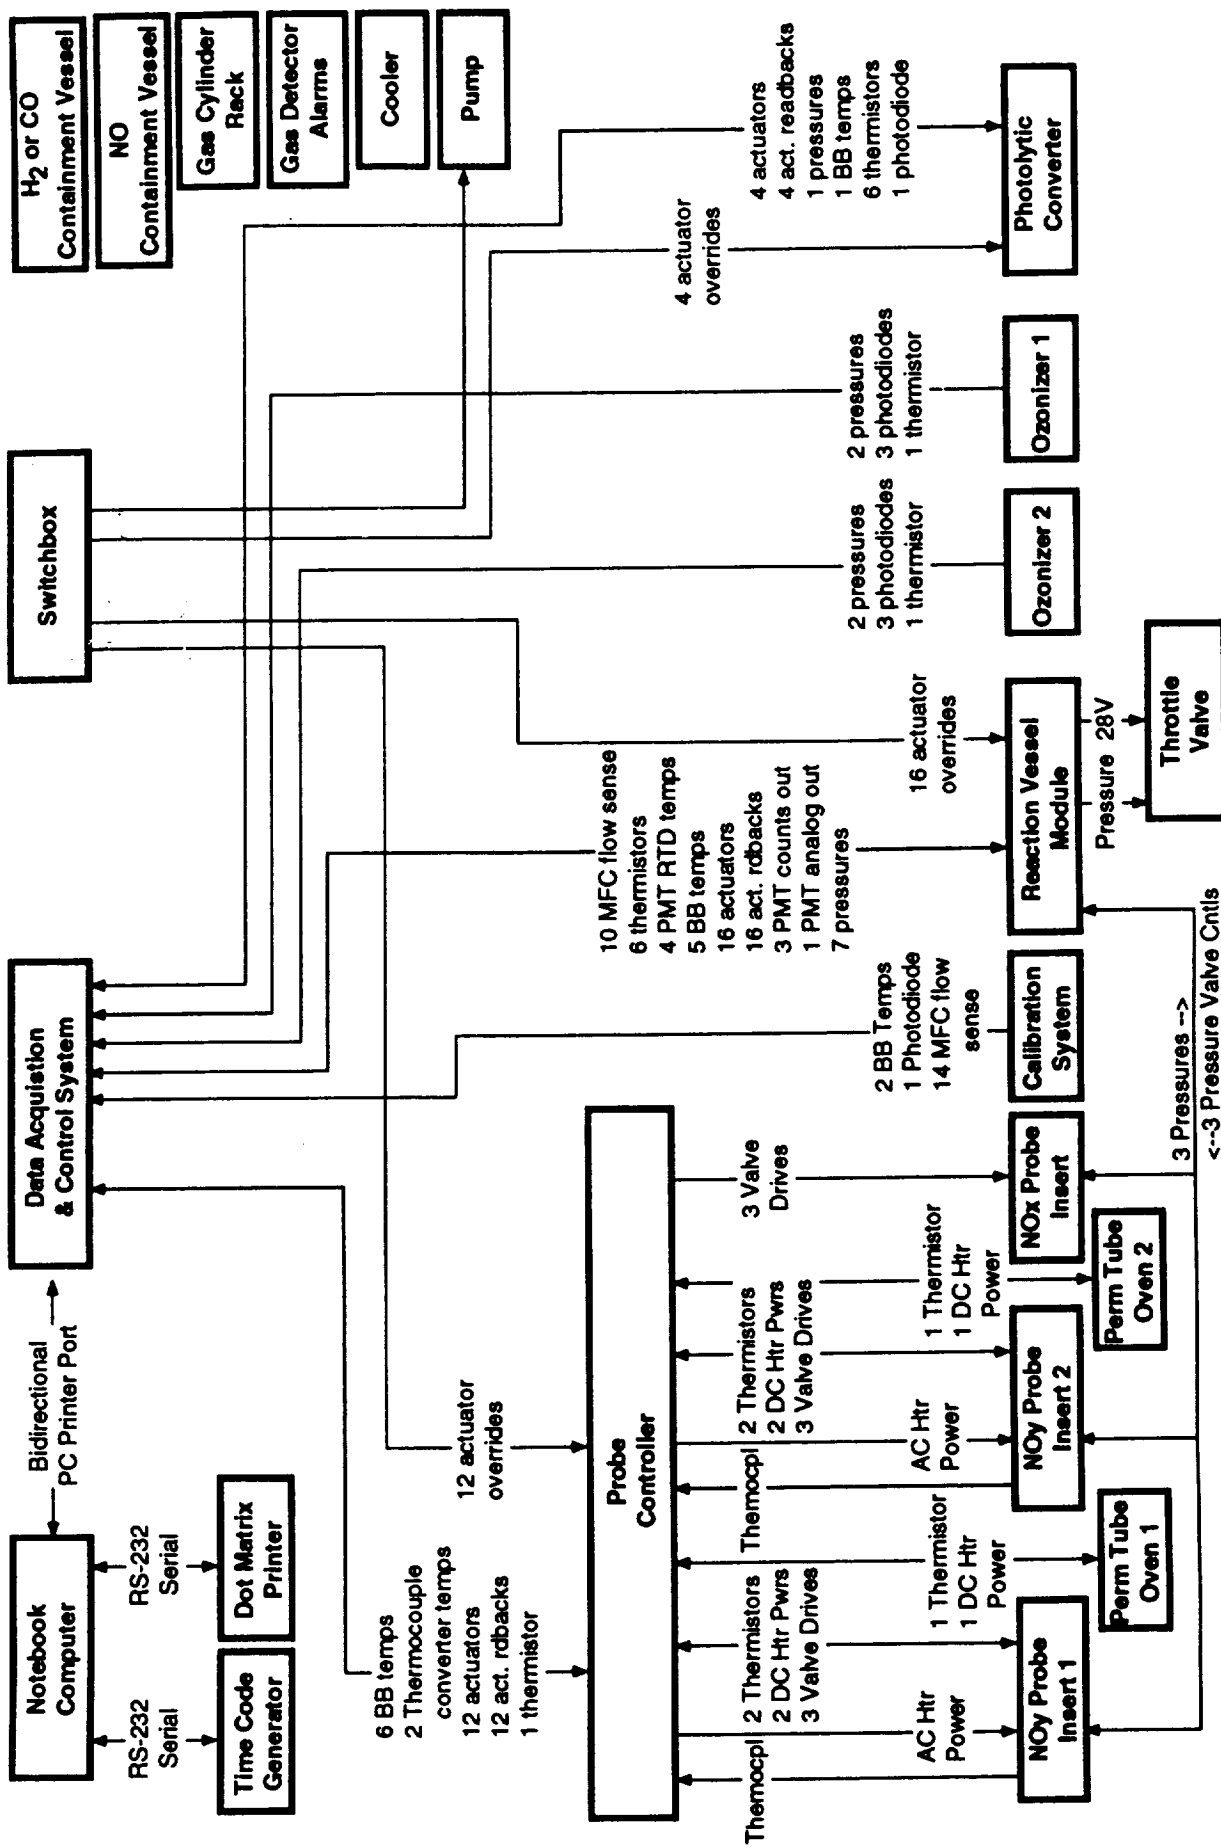 Notebook
Computer
Bidirectional
PC Printer Port
Data Acquistion
& Control System
Switchbox
H2 or CO
Containment Vessel
NO
Containment Vessel
Gas Cylinder
Rack
Gas Detector
Alarms
Cooler
Pump
RS-232
Serial
RS-232
Serial
Time Code
Generator
Dot Matrix
Printer
6 BB temps
2 Thermocouple
converter temps
12 actuators
12 act. rdbacks
1 thermistor
12 actuator
overrides
10 MFC flow sense
6 thermistors
4 PMT RTD temps
5 BB temps
16 actuators
16 act. rdbacks
3 PMT counts out
1 PMT analog out
7 pressures
4 actuator
overrides
4 actuators
4 act. readbacks
1 pressures
1 BB temps
6 thermistors
1 photodiode
Probe
Controller
2 BB Temps
1 Photodiode
14 MFC flow
sense
16 actuator
overrides
2 pressures
3 photodiodes
1 thermistor
2 pressures
3 photodiodes
1 thermistor
Thermocpl
2 Thermistors
2 DC Htr Pwrs
3 Valve Drives
Thermocpl
2 Thermistors
2 DC Htr Pwrs
3 Valve Drives
3 Valve
Drives
AC Htr
Power
1 Thermistor
1 DC Htr
Power
AC Htr
Power
1 Thermistor
1 DC Htr
Power
NOy Probe
Insert 1
Perm Tube
Oven 1
NOy Probe
Insert 2
Perm Tube
Oven 2
NOx Probe
Insert
Calibration
System
Reaction Vessel
Module
Ozonizer 2
Ozonizer 1
Photolytic
Converter
Pressure
28V
Throttle
Valve
3 Pressures -->
<--3 Pressure Valve Cntls